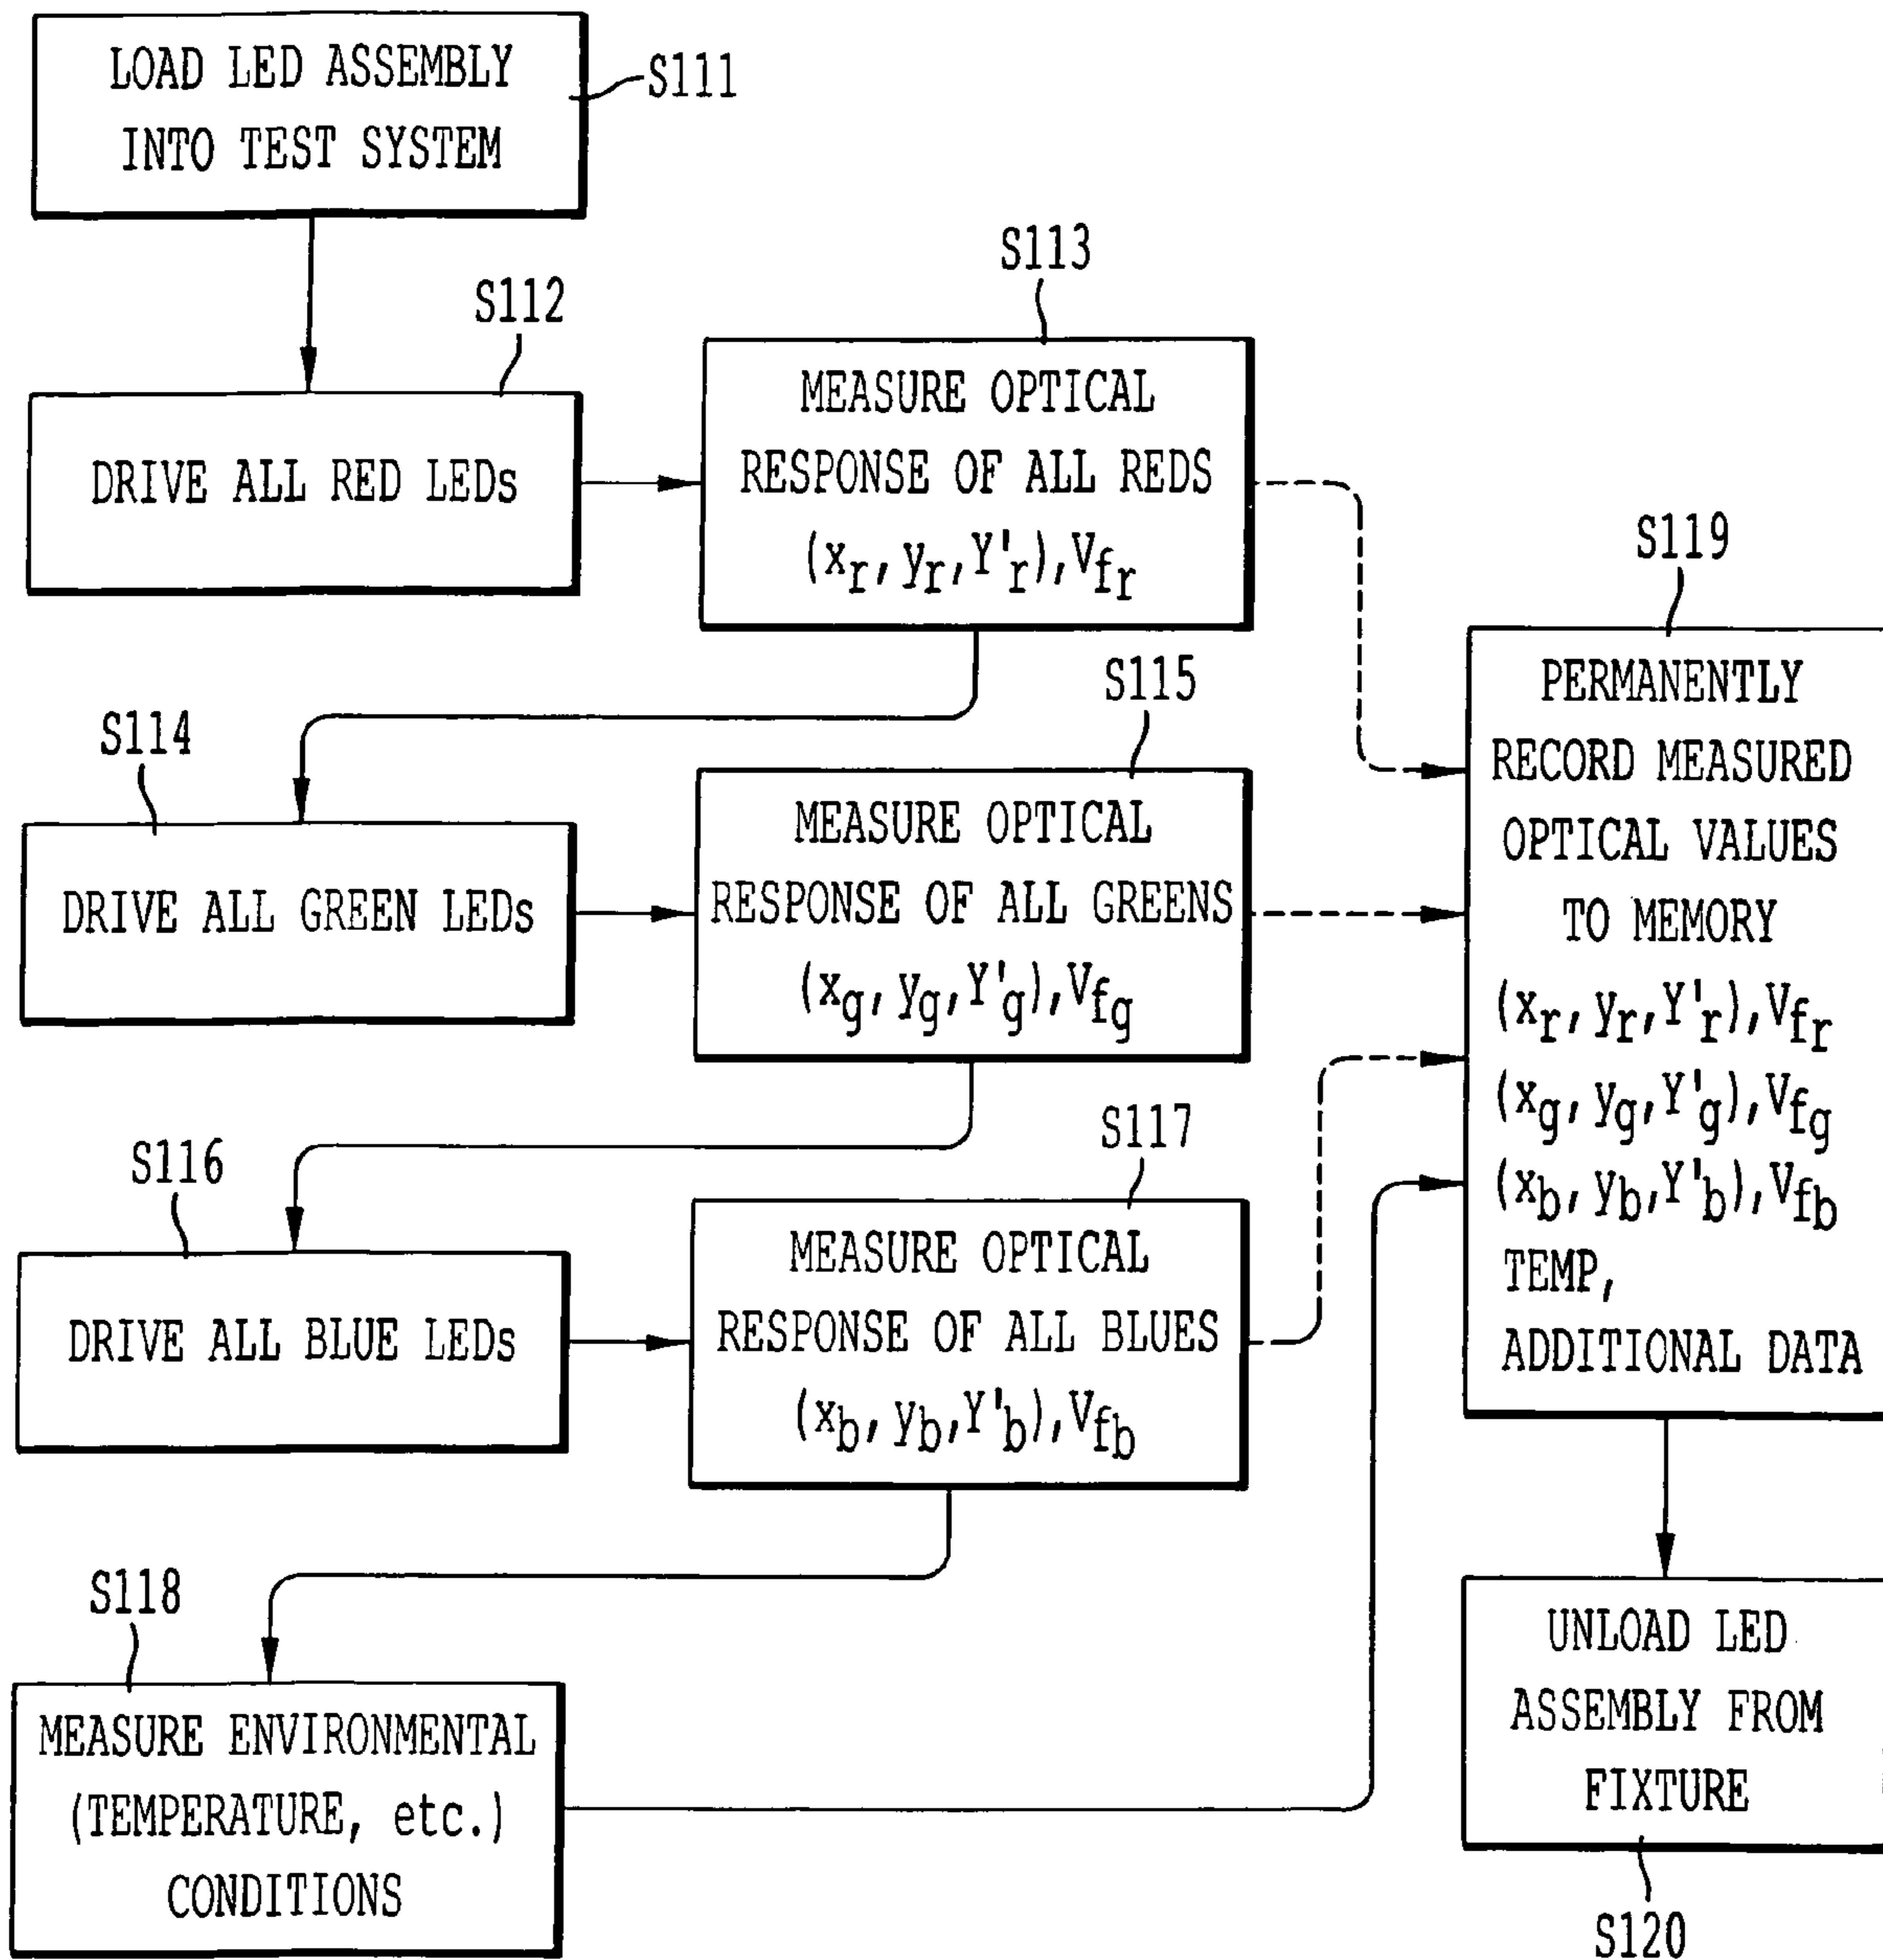 LOAD LED ASSEMBLY
INTO TEST SYSTEM
S111
S112
DRIVE ALL RED LEDs
S113
MEASURE OPTICAL
RESPONSE OF ALL REDS
(xr, yr, Y'r), Vfr
S114
DRIVE ALL GREEN LEDs
S115
MEASURE OPTICAL
RESPONSE OF ALL GREENS
(xg, yg, Y'g), Vfg
S116
DRIVE ALL BLUE LEDs
S117
MEASURE OPTICAL
RESPONSE OF ALL BLUES
(xb, yb, Y'b), Vfb
S118
MEASURE ENVIRONMENTAL
(TEMPERATURE, etc.)
CONDITIONS
S119
PERMANENTLY
RECORD MEASURED
OPTICAL VALUES
TO MEMORY
(xr, yr, Y'r), Vfr
(xg, yg, Y'g), Vfg
(xb, yb, Y'b), Vfb
TEMP,
ADDITIONAL DATA
UNLOAD LED
ASSEMBLY FROM
FIXTURE
S120